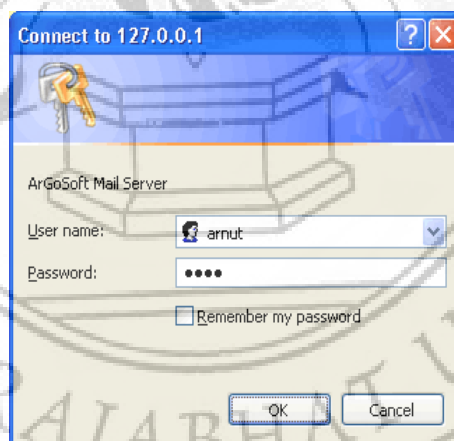 Connect to 127.0.0.1
ArGoSoft Mail Server
User name: arnut
Password: ••••
Remember my password
OK Cancel